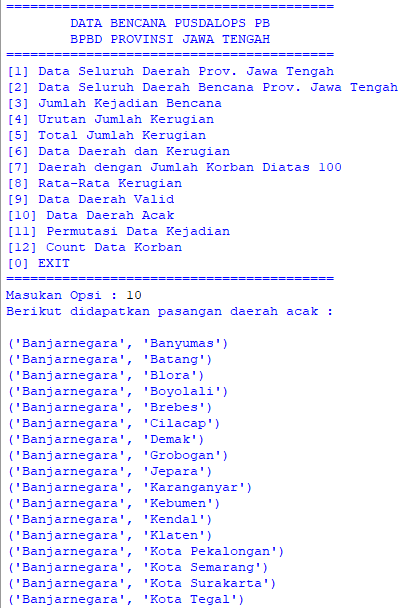 =========================================
DATA BENCANA PUSDALOPS PB
BPBD PROVINSI JAWA TENGAH
=========================================
[1] Data Seluruh Daerah Prov. Jawa Tengah
[2] Data Seluruh Daerah Bencana Prov. Jawa Tengah
[3] Jumlah Kejadian Bencana
[4] Urutan Jumlah Kerugian
[5] Total Jumlah Kerugian
[6] Data Daerah dan Kerugian
[7] Daerah dengan Jumlah Korban Diatas 100
[8] Rata-Rata Kerugian
[9] Data Daerah Valid
[10] Data Daerah Acak
[11] Permutasi Data Kejadian
[12] Count Data Korban
[0] EXIT
=========================================
Masukan Opsi : 10
Berikut didapatkan pasangan daerah acak :
('Banjarnegara', 'Banyumas')
('Banjarnegara', 'Batang')
('Banjarnegara', 'Blora')
('Banjarnegara', 'Boyolali')
('Banjarnegara', 'Brebes')
('Banjarnegara', 'Cilacap')
('Banjarnegara', 'Demak')
('Banjarnegara', 'Grobogan')
('Banjarnegara', 'Jepara')
('Banjarnegara', 'Karanganyar')
('Banjarnegara', 'Kebumen')
('Banjarnegara', 'Kendal')
('Banjarnegara', 'Klaten')
('Banjarnegara', 'Kota Pekalongan')
('Banjarnegara', 'Kota Semarang')
('Banjarnegara', 'Kota Surakarta')
('Banjarnegara', 'Kota Tegal')